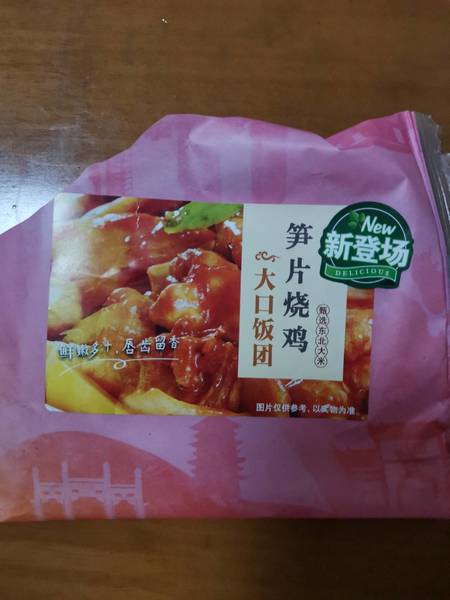 New
新登场
DELICIOUS
笋片烧鸡
大口饭团
甄选东北大米
鲜嫩多汁,唇齿留香
图片仅供参考,以实物为准